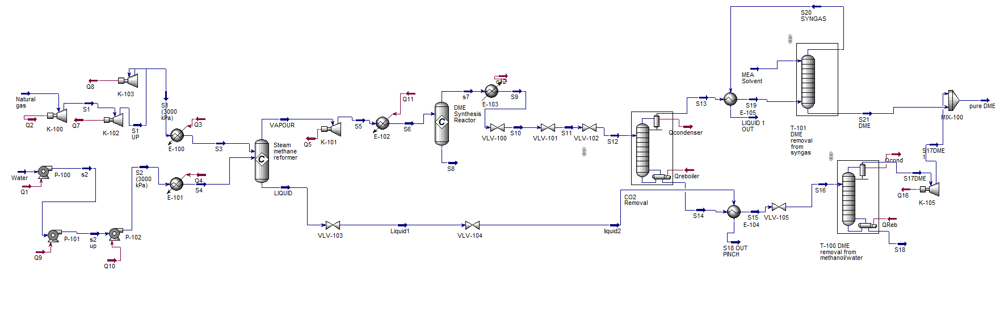 S20
SYNGAS
Q8
K-103
Natural
gas
S1
Q2
K-100
Q7
K-102
S1
UP
S1
(3000
kPa)
Q3
E-100
S3
Water
P-100
s2
Q1
S2
(3000
kPa)
Q4
E-101
S4
P-101
s2
up
P-102
Q9
Q10
VAPOUR
Steam
methane
reformer
C
LIQUID
Q5
K-101
S5
E-102
Q11
S6
C
s7
DME
Synthesis
Reactor
S8
q12
E-103
S9
VLV-100
S10
VLV-101
S11
VLV-102
S12
VLV-103
Liquid1
VLV-104
liquid2
S13
Qcondenser
Qreboiler
CO2
Removal
S14
MEA
Solvent
S19
E-105
LIQUID 1
OUT
T-101
DME
removal
from
syngas
S21
DME
MIX-100
pure DME
S15
E-104
S18 OUT
PINCH
VLV-105
S16
Qcond
S17DME
S17DME
1
Q16
K-105
QReb
S18
T-100 DME
removal from
methanol/water